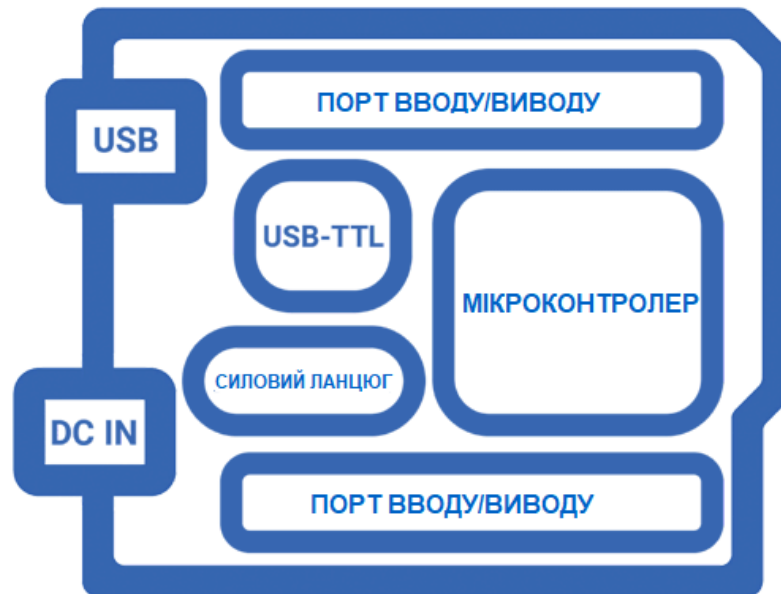 ПОРТ ВВОДУ/ВИВОДУ
USB
USB-TTL
МІКРОКОНТРОЛЕР
СИЛОВИЙ ЛАНЦЮГ
DC IN
ПОРТ ВВОДУ/ВИВОДУ